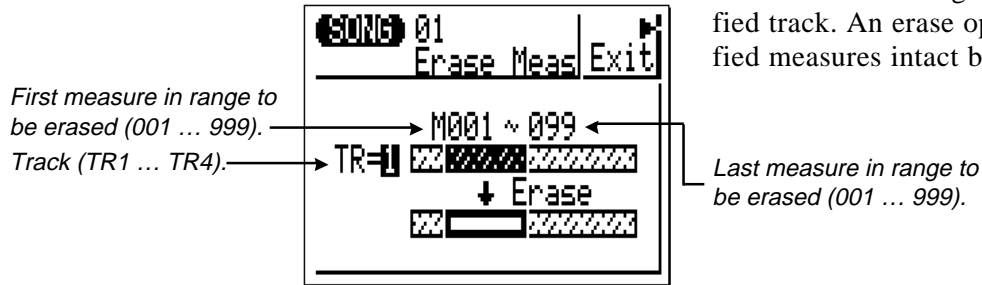 fied track. An erase op
fied measures intact b
SONG 01
Erase Meas Exit
First measure in range to
be erased (001 … 999).
M001 ~ 099
Track (TR1 … TR4).
TR=1
Last measure in range to
be erased (001 … 999).
Erase